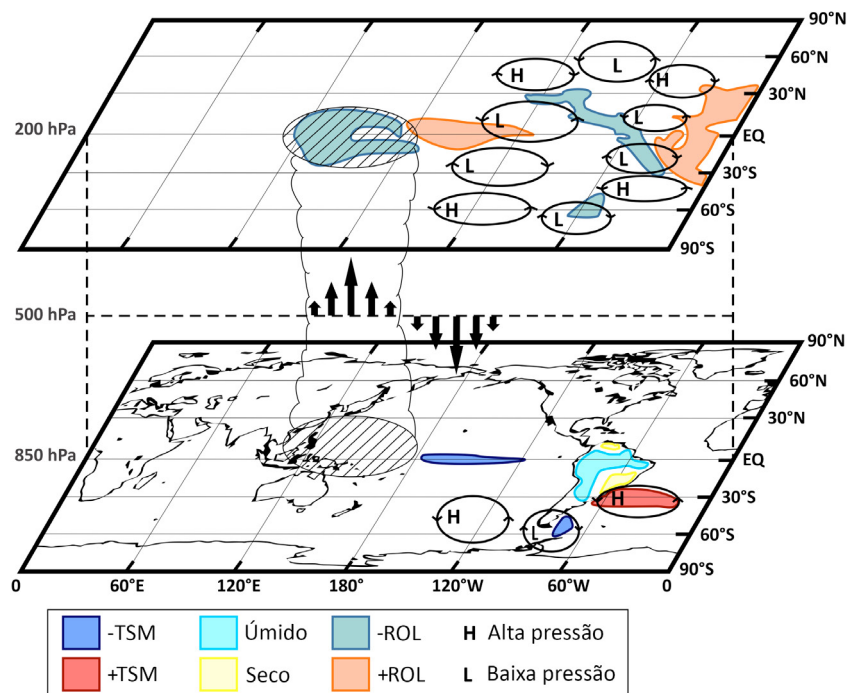 90°N
60°N
H
L
H
30°N
L
L
200 hPa
EQ
L
L
30°S
H
H
60°S
L
90°S
500 hPa
90°N
60°N
30°N
850 hPa
EQ
H
30°S
H
L
60°S
90°S
0
60°E
120°E
180°
120°W
60°W
0
-TSM
Úmido
-ROL
H Alta pressão
+TSM
Seco
+ROL
L Baixa pressão